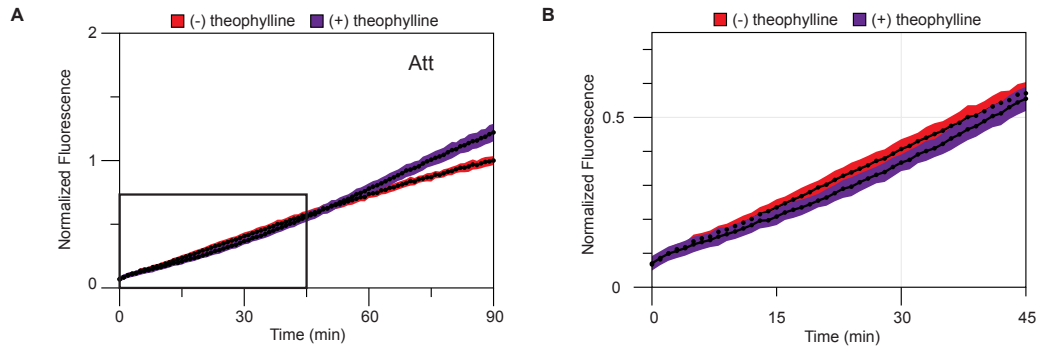 A
(-) theophylline (+) theophylline
Att
Normalized Fluorescence
2
1
0
0 30 60 90
Time (min)
B
(-) theophylline (+) theophylline
Normalized Fluorescence
0.5
0
0 15 30 45
Time (min)